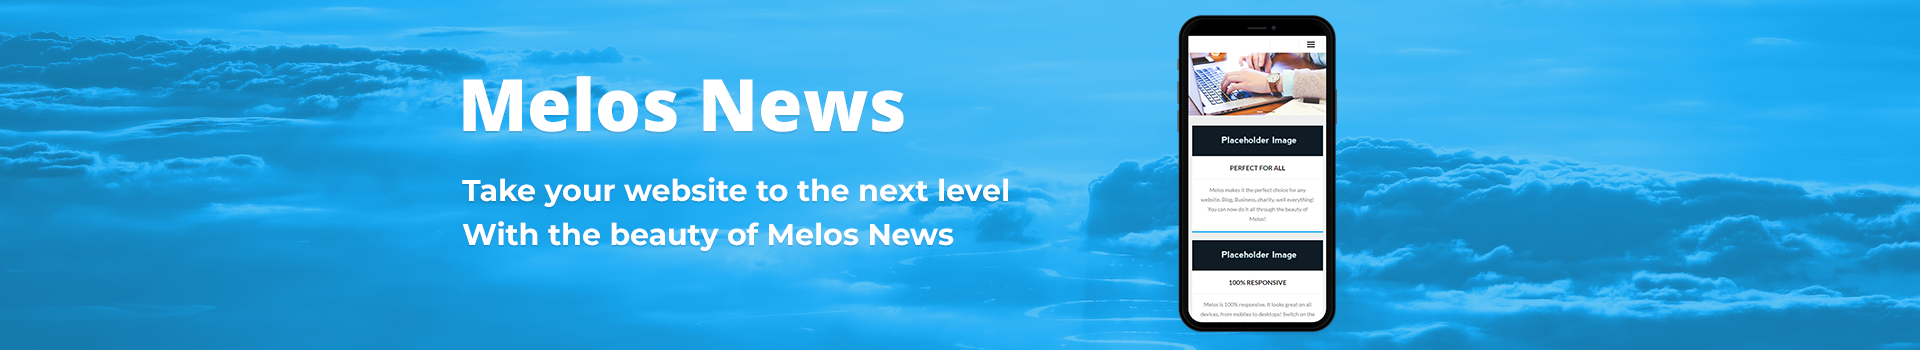 Melos News
Take your website to the next level
With the beauty of Melos News
Placeholder Image
PERFECT FOR ALL
Melos makes it the perfect choice for any
website. Blog, Business, charity, well everything!
You can now do it all through the beauty of
Melos!
Placeholder Image
100% RESPONSIVE
Melos is 100% responsive. It looks great on all
devices, from mobiles to desktops! Switch on the